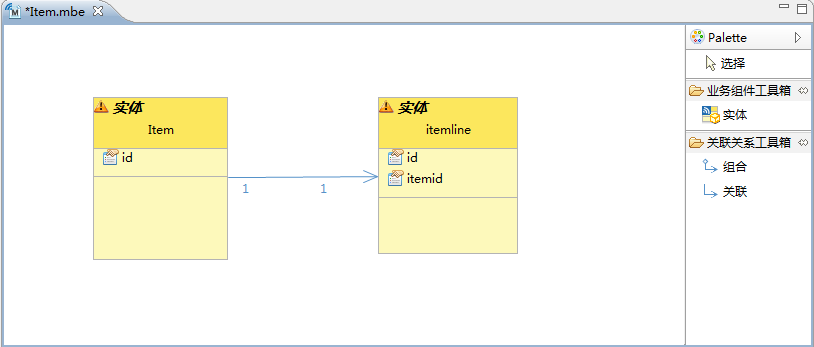 *Item.mbe
Palette
选择
业务组件工具箱
实体
关联关系工具箱
组合
关联
实体
Item
id
1
1
实体
itemline
id
itemid